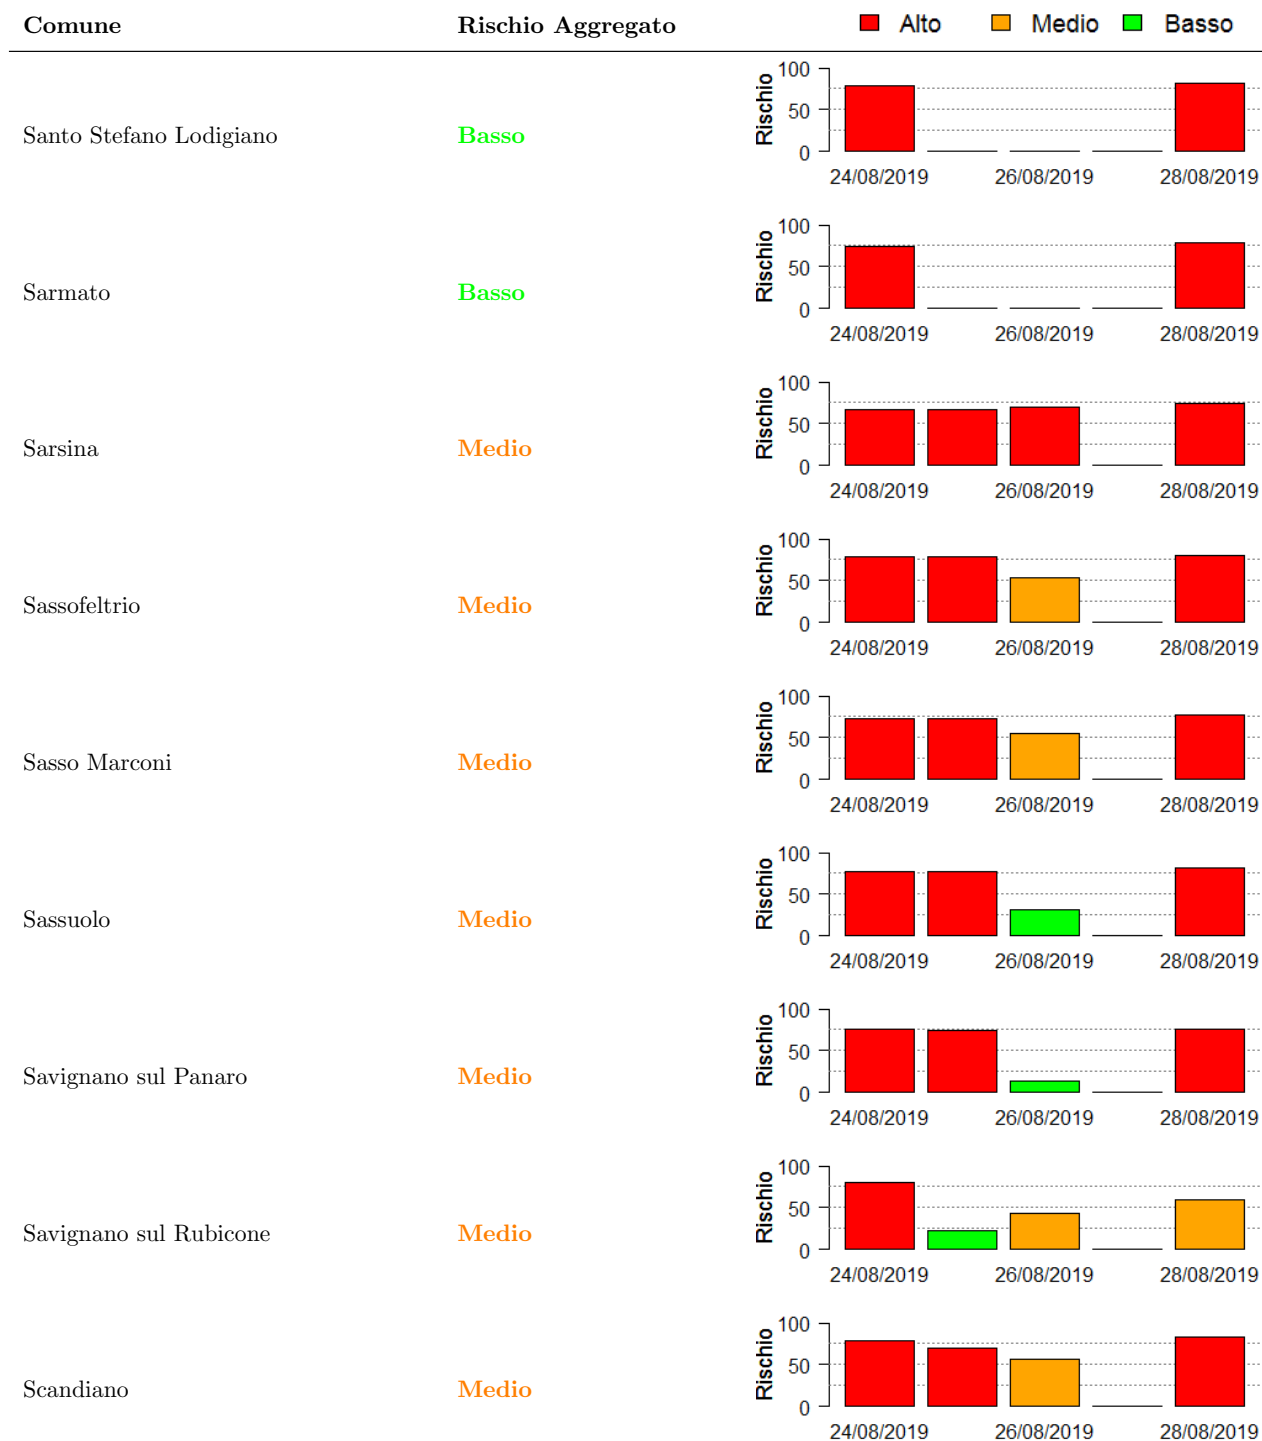 Comune Rischio Aggregato Alto Medio Basso
100
Rischio
50
Santo Stefano Lodigiano Basso
0
24/08/2019 26/08/2019 28/08/2019
100
Rischio
50
Sarmato Basso
0
24/08/2019 26/08/2019 28/08/2019
100
Rischio
50
Sarsina Medio
0
24/08/2019 26/08/2019 28/08/2019
100
Rischio
50
Sassofeltrio Medio
0
24/08/2019 26/08/2019 28/08/2019
100
Rischio
50
Sasso Marconi Medio
0
24/08/2019 26/08/2019 28/08/2019
100
Rischio
50
Sassuolo Medio
0
24/08/2019 26/08/2019 28/08/2019
100
Rischio
50
Savignano sul Panaro Medio
0
24/08/2019 26/08/2019 28/08/2019
100
Rischio
50
Savignano sul Rubicone Medio
0
24/08/2019 26/08/2019 28/08/2019
100
Rischio
50
Scandiano Medio
0
24/08/2019 26/08/2019 28/08/2019